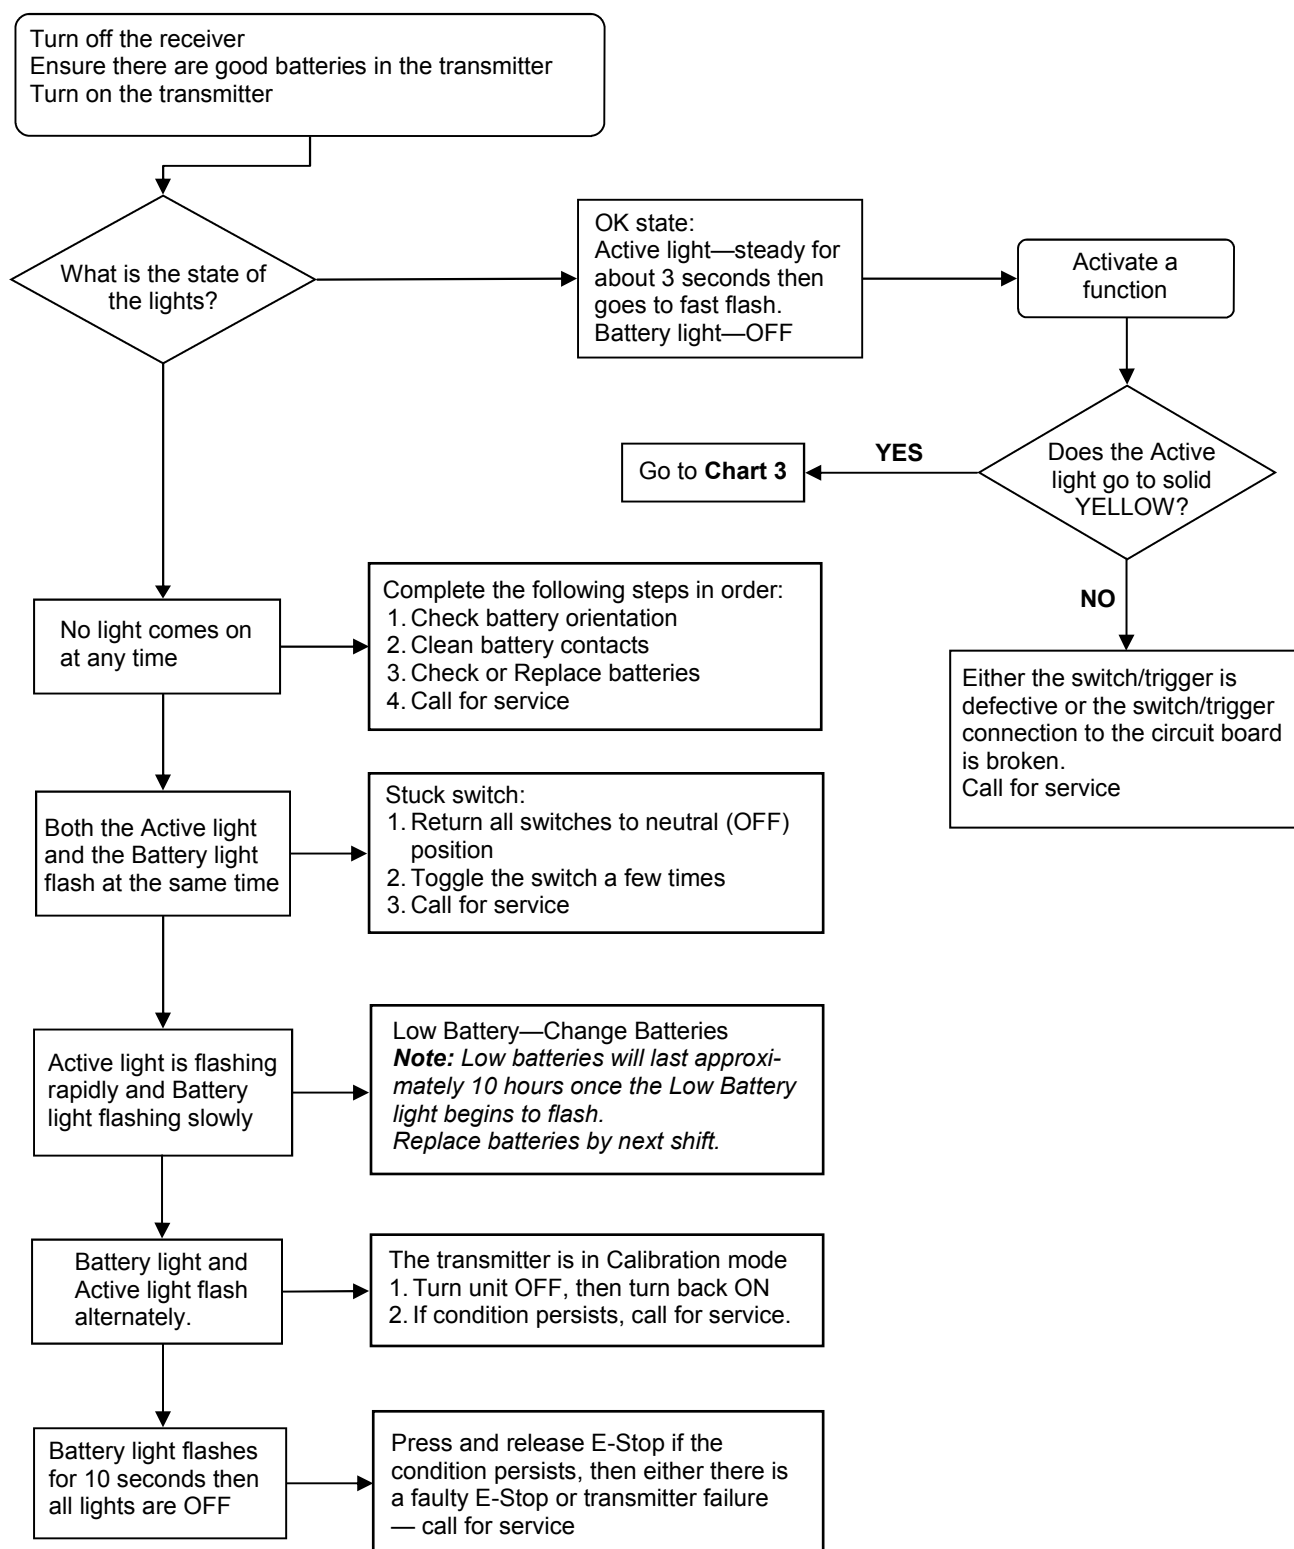 Turn off the receiver
Ensure there are good batteries in the transmitter
Turn on the transmitter
What is the state of
the lights?
OK state:
Active light—steady for
about 3 seconds then
goes to fast flash.
Battery light—OFF
Activate a
function
Does the Active
light go to solid
YELLOW?
YES
Go to Chart 3
NO
Either the switch/trigger is
defective or the switch/trigger
connection to the circuit board
is broken.
Call for service
No light comes on
at any time
Complete the following steps in order:
1. Check battery orientation
2. Clean battery contacts
3. Check or Replace batteries
4. Call for service
Both the Active light
and the Battery light
flash at the same time
Stuck switch:
1. Return all switches to neutral (OFF)
position
2. Toggle the switch a few times
3. Call for service
Active light is flashing
rapidly and Battery
light flashing slowly
Low Battery—Change Batteries
Note: Low batteries will last approxi-
mately 10 hours once the Low Battery
light begins to flash.
Replace batteries by next shift.
Battery light and
Active light flash
alternately.
The transmitter is in Calibration mode
1. Turn unit OFF, then turn back ON
2. If condition persists, call for service.
Battery light flashes
for 10 seconds then
all lights are OFF
Press and release E-Stop if the
condition persists, then either there is
a faulty E-Stop or transmitter failure
— call for service